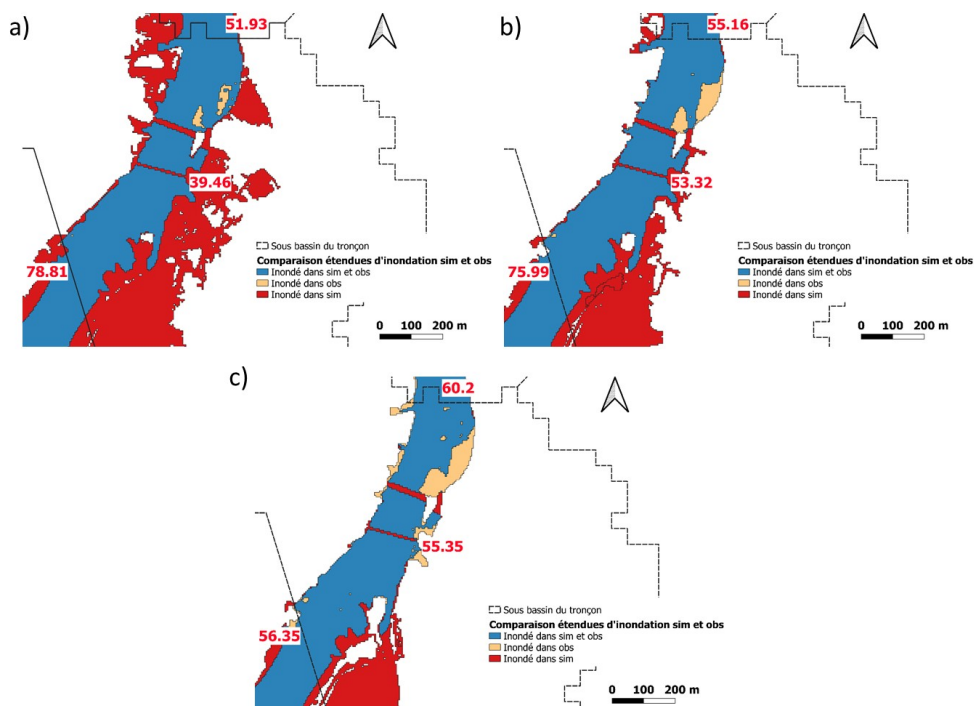 a)
51.93
39.46
78.81
Sous bassin du tronçon
Comparaison étendues d'inondation sim et obs
Inondé dans sim et obs
Inondé dans obs
Inondé dans sim
0 100 200 m
b)
55.16
53.32
75.99
Sous bassin du tronçon
Comparaison étendues d'inondation sim et obs
Inondé dans sim et obs
Inondé dans obs
Inondé dans sim
0 100 200 m
c)
60.2
55.35
56.35
Sous bassin du tronçon
Comparaison étendues d'inondation sim et obs
Inondé dans sim et obs
Inondé dans obs
Inondé dans sim
0 100 200 m